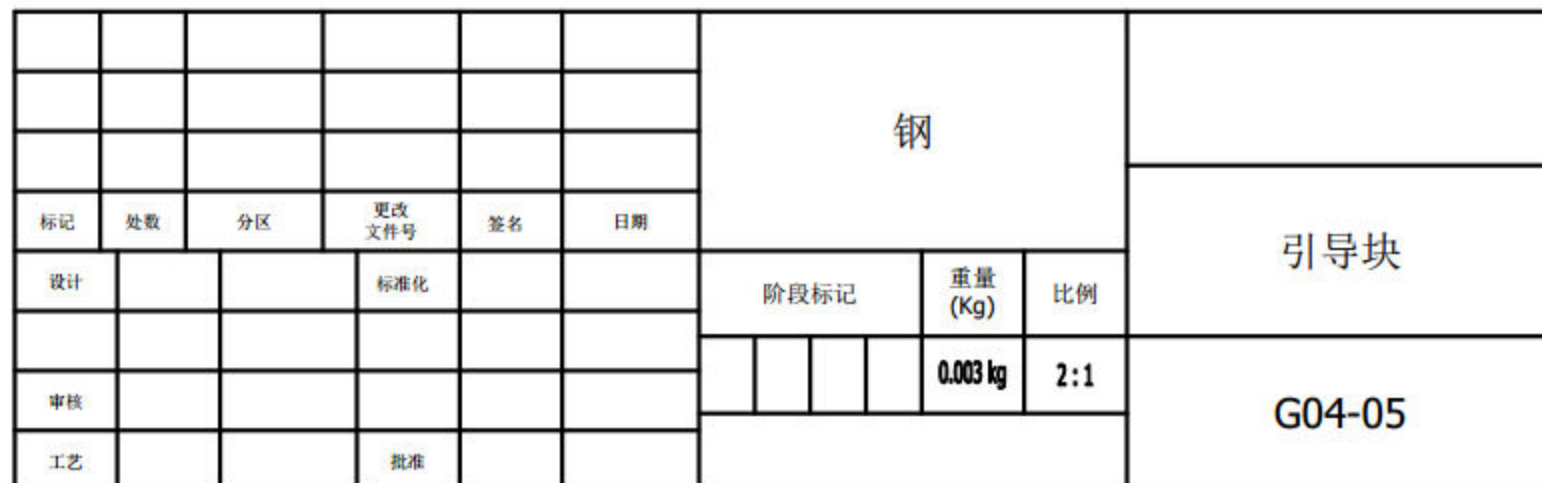 钢
标记 处数 分区 更改 签名 日期
文件号
引导块
设计 标准化
阶段标记 重量 比例
(Kg)
0.003 kg 2:1
审核
G04-05
工艺 批准